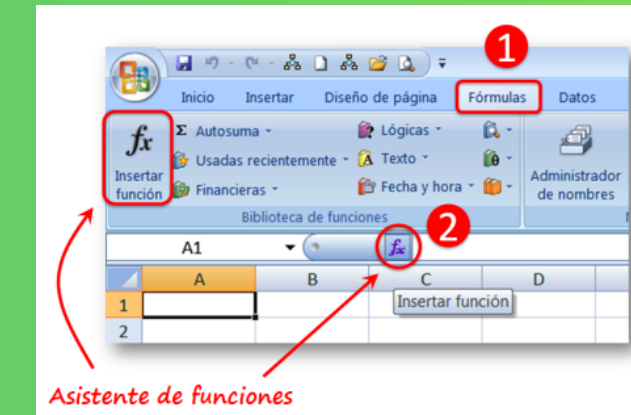 1
Inicio Insertar Diseño de página Fórmulas Datos
fx Insertar función
Σ Autosuma
Lógicas
Usadas recientemente
Texto
Financieras
Fecha y hora
θ
Administrador de nombres
Biblioteca de funciones
2
A1
fx
A B C D
Insertar función
1
2
Asistente de funciones